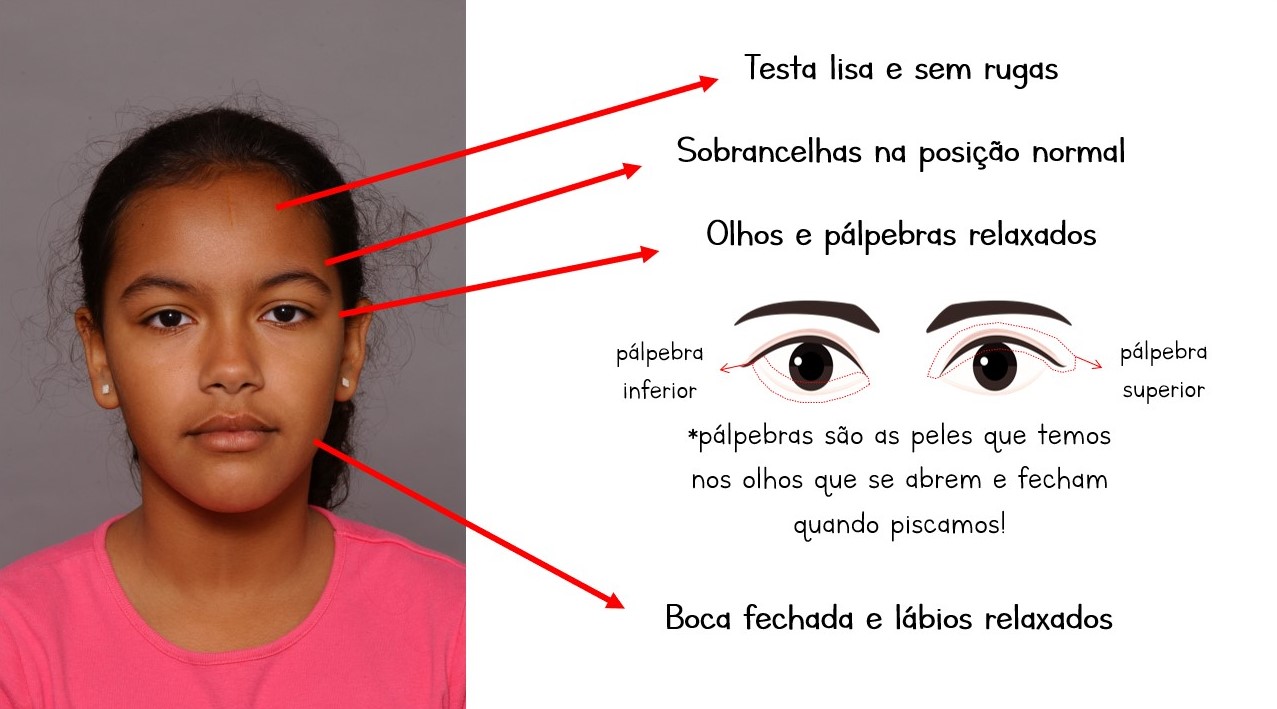 Testa lisa e sem rugas
Sobrancelhas na posição normal
Olhos e pálpebras relaxados
pálpebra
inferior
pálpebra
superior
*pálpebras são as peles que temos
nos olhos que se abrem e fecham
quando piscamos!
Boca fechada e lábios relaxados